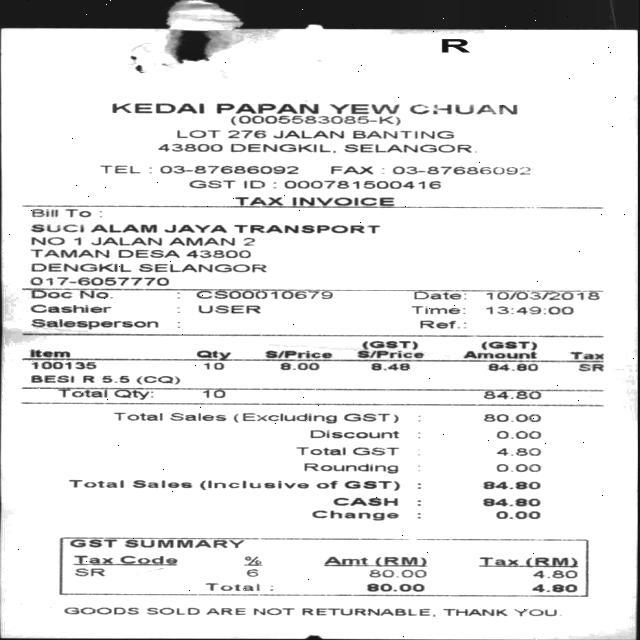 R
KEDAI PAPAN YEW CHUAN
(0005583085-K)
LOT 276 JALAN BANTING
43800 DENGKIL, SELANGOR.
TEL : 03-87686092 FAX : 03-87686092
GST ID : 000781500416
TAX INVOICE
Bill To :
SUCI ALAM JAYA TRANSPORT
NO 1 JALAN AMAN 2
TAMAN DESA 43800
DENGKIL SELANGOR
017-6057770
Doc No. : CS00010679 Date: 10/03/2018
Cashier : USER Time: 13:49:00
Salesperson : Ref.:
(GST) (GST)
Item Qty S/Price S/Price Amount Tax
100135 10 8.00 8.48 84.80 SR
BESI R 5.5 (CQ)
Total Qty: 10 84.80
Total Sales (Excluding GST) : 80.00
Discount : 0.00
Total GST : 4.80
Rounding : 0.00
Total Sales (Inclusive of GST) : 84.80
CASH : 84.80
Change : 0.00
GST SUMMARY
Tax Code % Amt (RM) Tax (RM)
SR 6 80.00 4.80
Total : 80.00 4.80
GOODS SOLD ARE NOT RETURNABLE, THANK YOU.